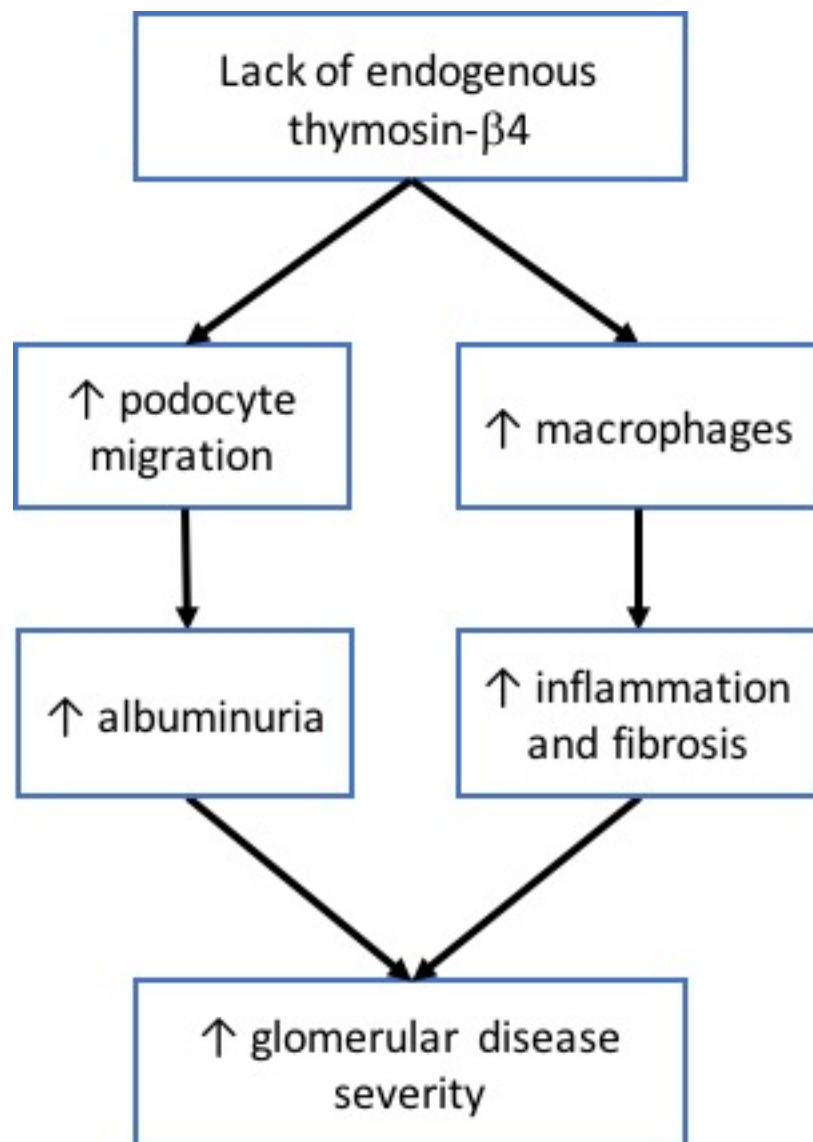 Lack of endogenous
thymosin-β4
↑ podocyte
migration
↑ macrophages
↑ albuminuria
↑ inflammation
and fibrosis
↑ glomerular disease
severity